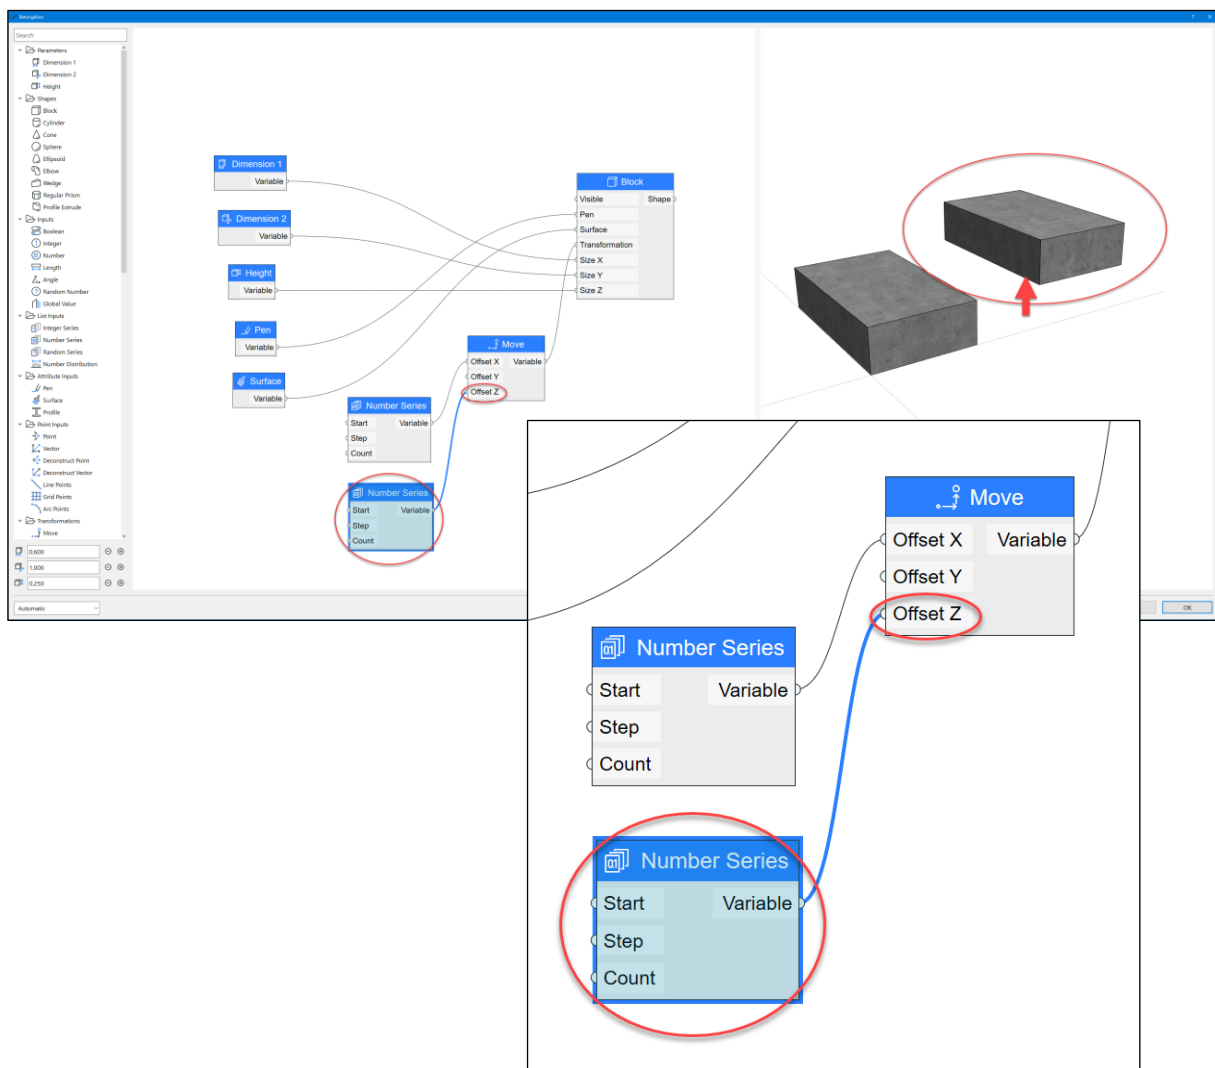 Betongkloss
? ×
Search
Parameters
Dimension 1
Dimension 2
Height
Shapes
Block
Cylinder
Cone
Sphere
Ellipsoid
Elbow
Wedge
Regular Prism
Profile Extrude
Inputs
Boolean
Integer
Number
Length
Angle
Random Number
Global Value
List Inputs
Integer Series
Number Series
Random Series
Number Distribution
Attribute Inputs
Pen
Surface
Profile
Point Inputs
Point
Vector
Deconstruct Point
Deconstruct Vector
Line Points
Grid Points
Arc Points
Transformations
Move
0.600
1.000
0.250
Automatic
Dimension 1
Variable
Dimension 2
Variable
Height
Variable
Pen
Variable
Surface
Variable
Block
Visible Shape
Pen
Surface
Transformation
Size X
Size Y
Size Z
Move
Offset X Variable
Offset Y
Offset Z
Number Series
Start Variable
Step
Count
Number Series
Start Variable
Step
Count
OK
Move
Offset X Variable
Offset Y
Offset Z
Number Series
Start Variable
Step
Count
Number Series
Start Variable
Step
Count